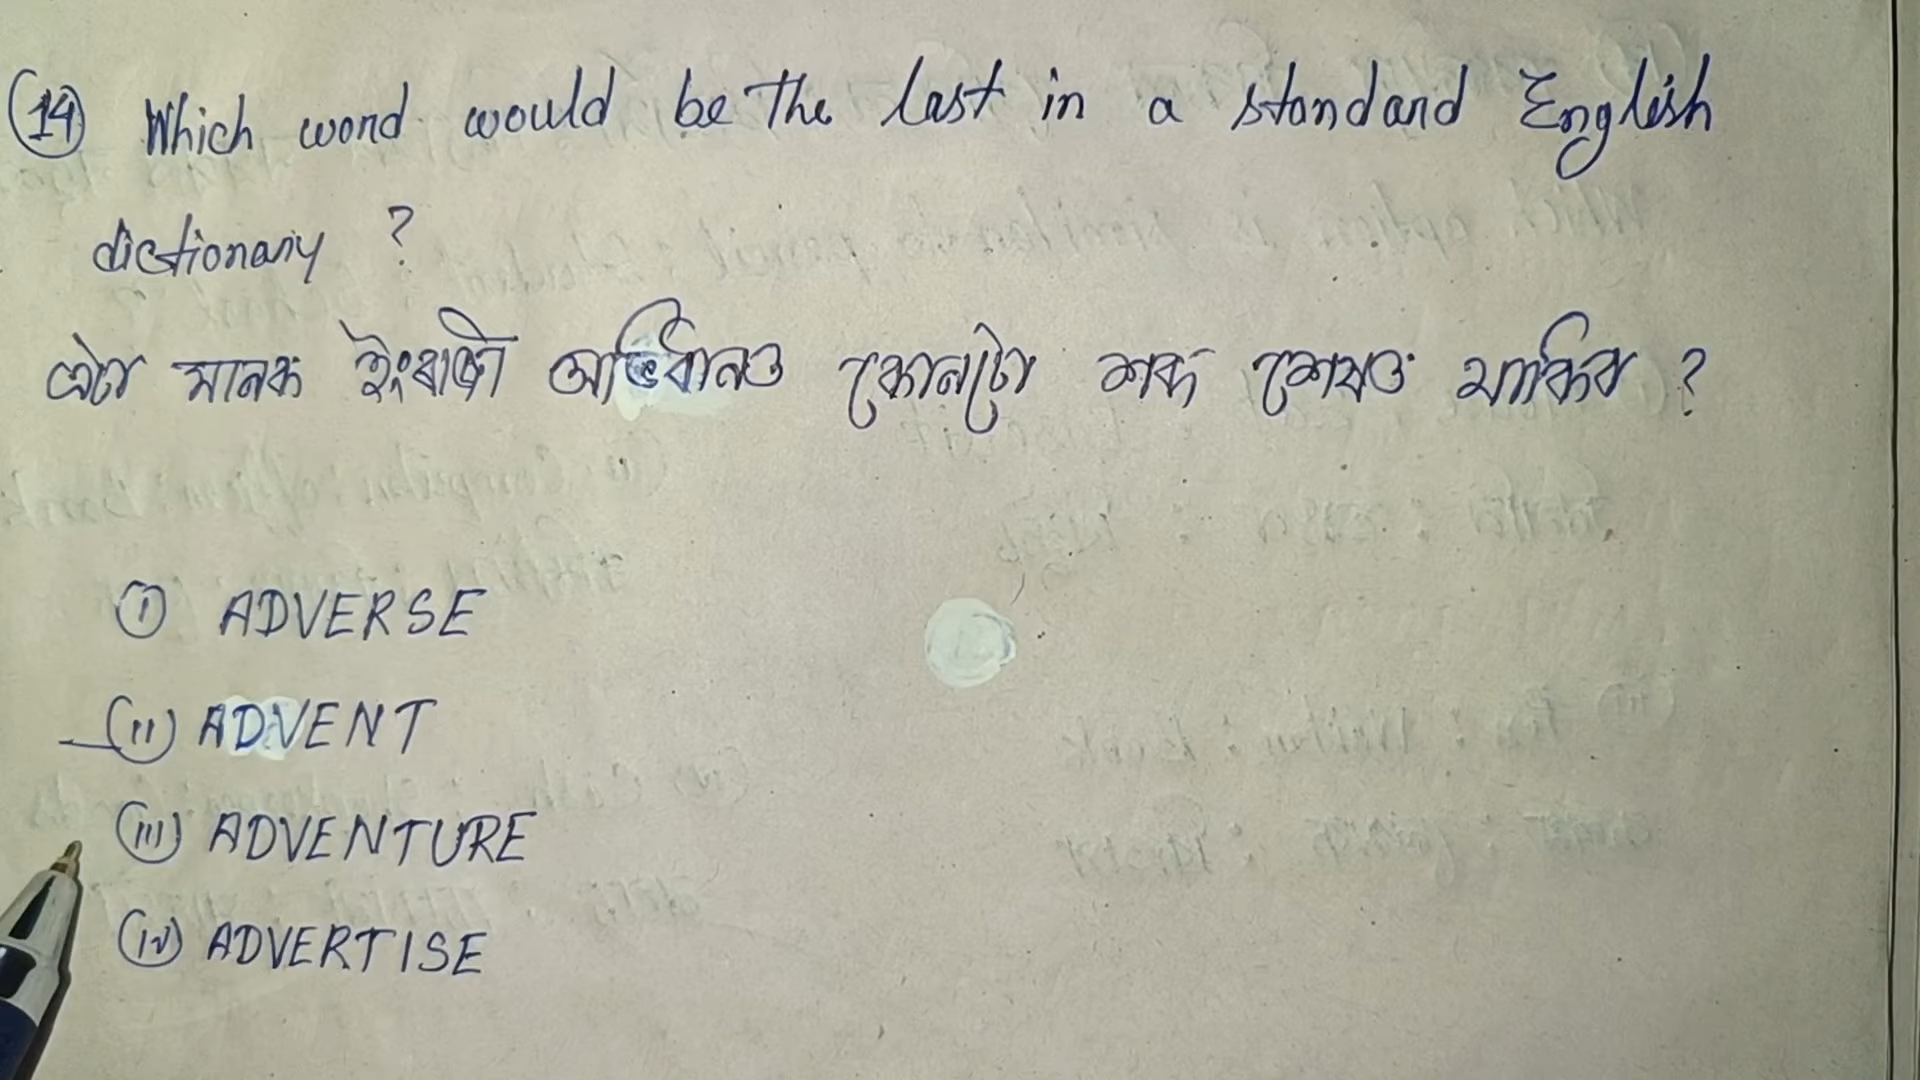 (14) Which word would be the last in a standard English
dictionary ?
এটা মানক ইংৰাজী অভিধানত কোনটো শব্দ শেষত থাকিব ?
(i) ADVERSE
(ii) ADVENT
(iii) ADVENTURE
(iv) ADVERTISE